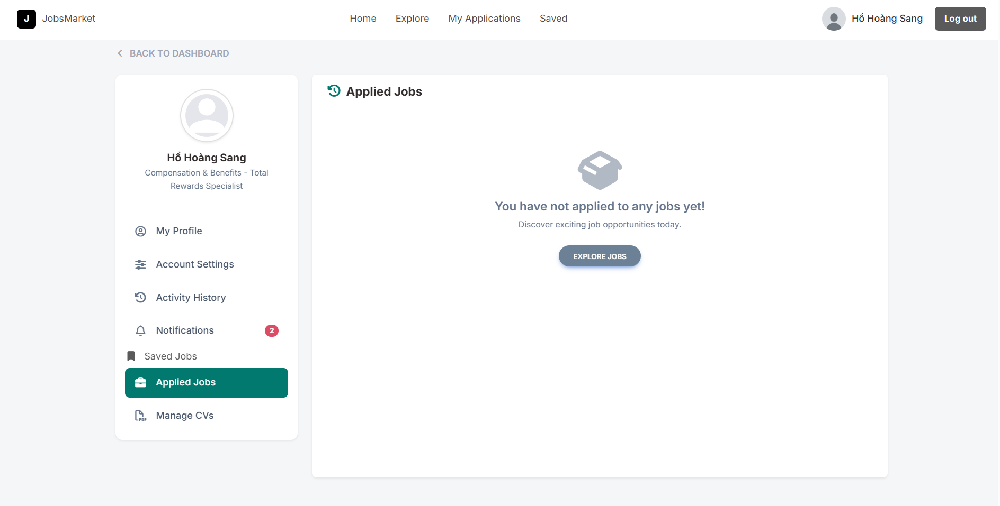 J JobsMarket
Home Explore My Applications Saved
Hồ Hoàng Sang
Log out
BACK TO DASHBOARD
Hồ Hoàng Sang
Compensation & Benefits - Total
Rewards Specialist
My Profile
Account Settings
Activity History
Notifications 2
Saved Jobs
Applied Jobs
PDF Manage CVs
Applied Jobs
You have not applied to any jobs yet!
Discover exciting job opportunities today.
EXPLORE JOBS